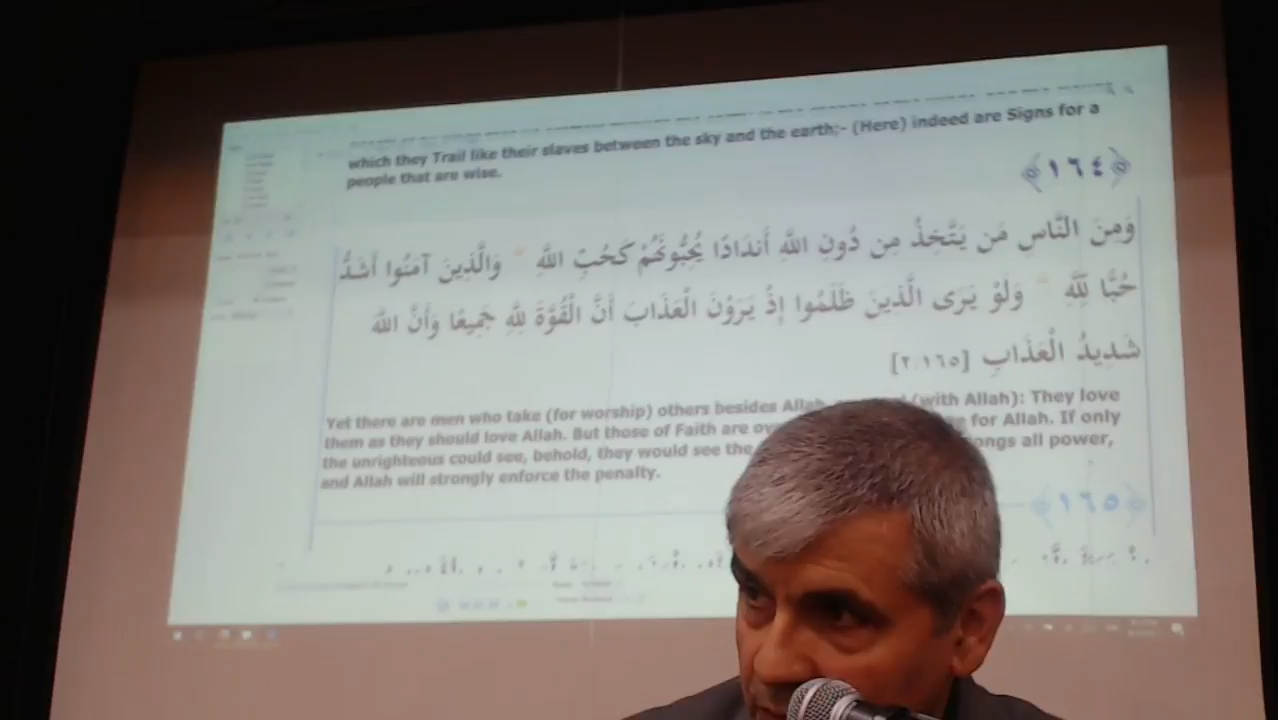 which they Trail like their slaves between the sky and the earth;- (Here) indeed are Signs for a
people that are wise.
﴿١٦٤﴾
وَمِنَ النَّاسِ مَن يَتَّخِذُ مِن دُونِ اللَّهِ أَندَادًا يُحِبُّونَهُمْ كَحُبِّ اللَّهِ وَالَّذِينَ آمَنُوا أَشَدُّ
حُبًّا لِّلَّهِ وَلَوْ يَرَى الَّذِينَ ظَلَمُوا إِذْ يَرَوْنَ الْعَذَابَ أَنَّ الْقُوَّةَ لِلَّهِ جَمِيعًا وَأَنَّ اللَّهَ
شَدِيدُ الْعَذَابِ [٢:١٦٥]
Yet there are men who take (for worship) others besides Allah (with Allah): They love
them as they should love Allah. But those of Faith are for Allah. If only
the unrighteous could see, behold, they would see the all power,
and Allah will strongly enforce the penalty.
﴿١٦٥﴾